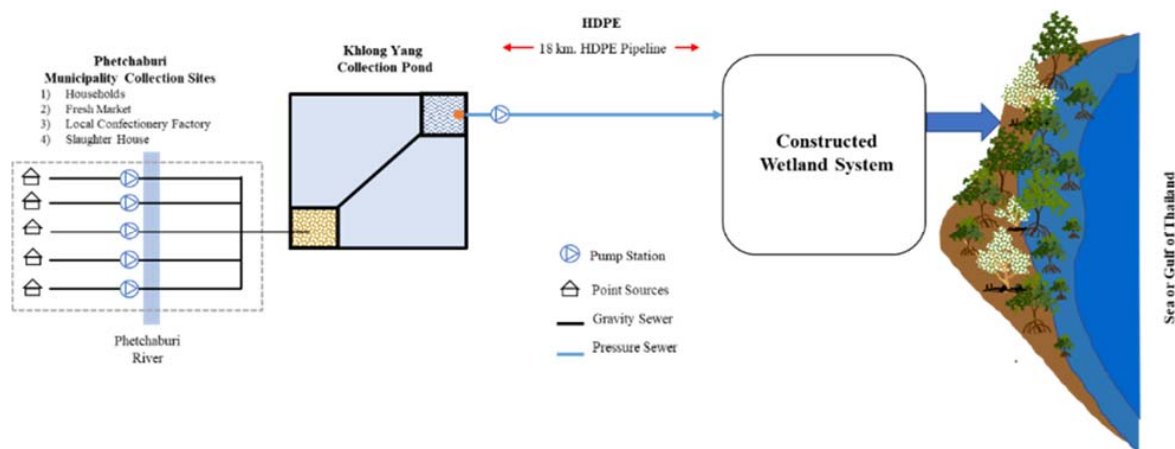 Phetchaburi
Municipality Collection Sites
1) Households
2) Fresh Market
3) Local Confectionery Factory
4) Slaughter House
Phetchaburi
River
Khlong Yang
Collection Pond
HDPE
18 km. HDPE Pipeline
Pump Station
Point Sources
Gravity Sewer
Pressure Sewer
Constructed
Wetland System
Sea or Gulf of Thailand